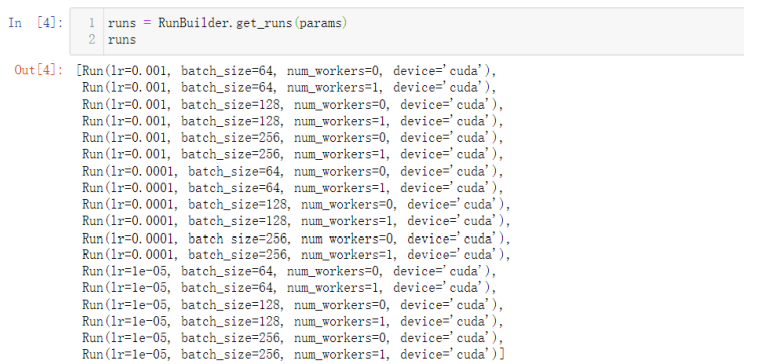 In [4]: 1 runs = RunBuilder.get_runs(params)
2 runs
Out[4]: [Run(lr=0.001, batch_size=64, num_workers=0, device='cuda'),
Run(lr=0.001, batch_size=64, num_workers=1, device='cuda'),
Run(lr=0.001, batch_size=128, num_workers=0, device='cuda'),
Run(lr=0.001, batch_size=128, num_workers=1, device='cuda'),
Run(lr=0.001, batch_size=256, num_workers=0, device='cuda'),
Run(lr=0.001, batch_size=256, num_workers=1, device='cuda'),
Run(lr=0.0001, batch_size=64, num_workers=0, device='cuda'),
Run(lr=0.0001, batch_size=64, num_workers=1, device='cuda'),
Run(lr=0.0001, batch_size=128, num_workers=0, device='cuda'),
Run(lr=0.0001, batch_size=128, num_workers=1, device='cuda'),
Run(lr=0.0001, batch size=256, num workers=0, device='cuda'),
Run(lr=0.0001, batch_size=256, num_workers=1, device='cuda'),
Run(lr=1e-05, batch_size=64, num_workers=0, device='cuda'),
Run(lr=1e-05, batch_size=64, num_workers=1, device='cuda'),
Run(lr=1e-05, batch_size=128, num_workers=0, device='cuda'),
Run(lr=1e-05, batch_size=128, num_workers=1, device='cuda'),
Run(lr=1e-05, batch_size=256, num_workers=0, device='cuda'),
Run(lr=1e-05, batch_size=256, num_workers=1, device='cuda')]